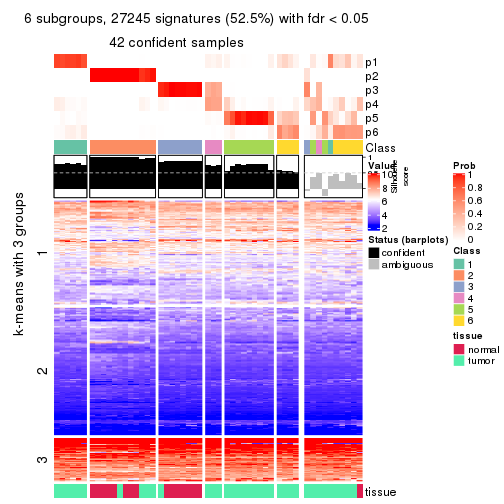 6 subgroups, 27245 signatures (52.5%) with fdr < 0.05
42 confident samples
p1
p2
p3
p4
p5
p6
Class
1
Silhouette
score
k-means with 3 groups
1
2
3
tissue
Value
10
8
6
4
2
Status (barplots)
confident
ambiguous
Prob
1
0.8
0.6
0.4
0.2
0
Class
1
2
3
4
5
6
tissue
normal
tumor